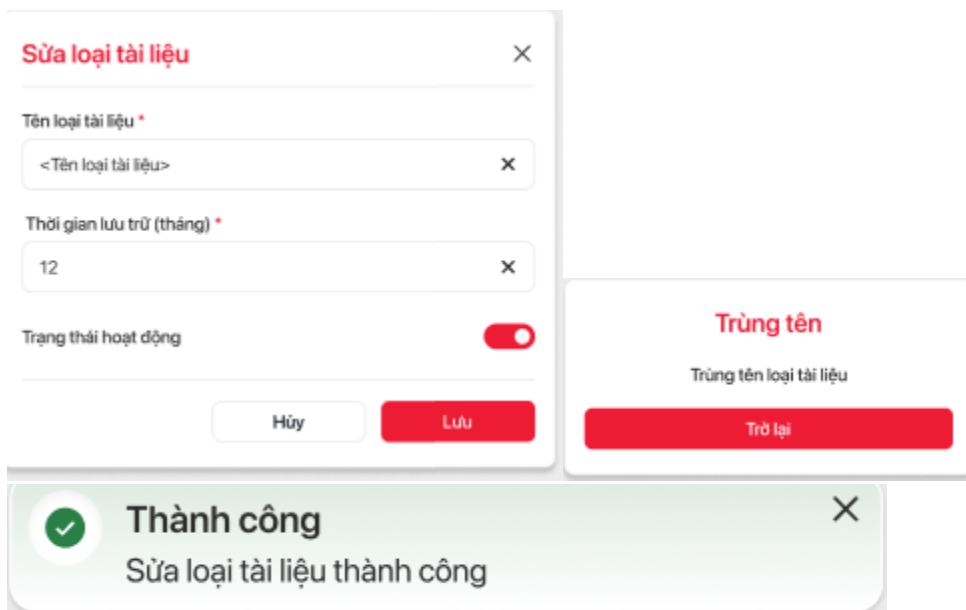 Sửa loại tài liệu
Tên loại tài liệu *
<Tên loại tài liệu>
Thời gian lưu trữ (tháng) *
12
Trạng thái hoạt động
Hủy
Lưu
Trùng tên
Trùng tên loại tài liệu
Trở lại
Thành công
Sửa loại tài liệu thành công